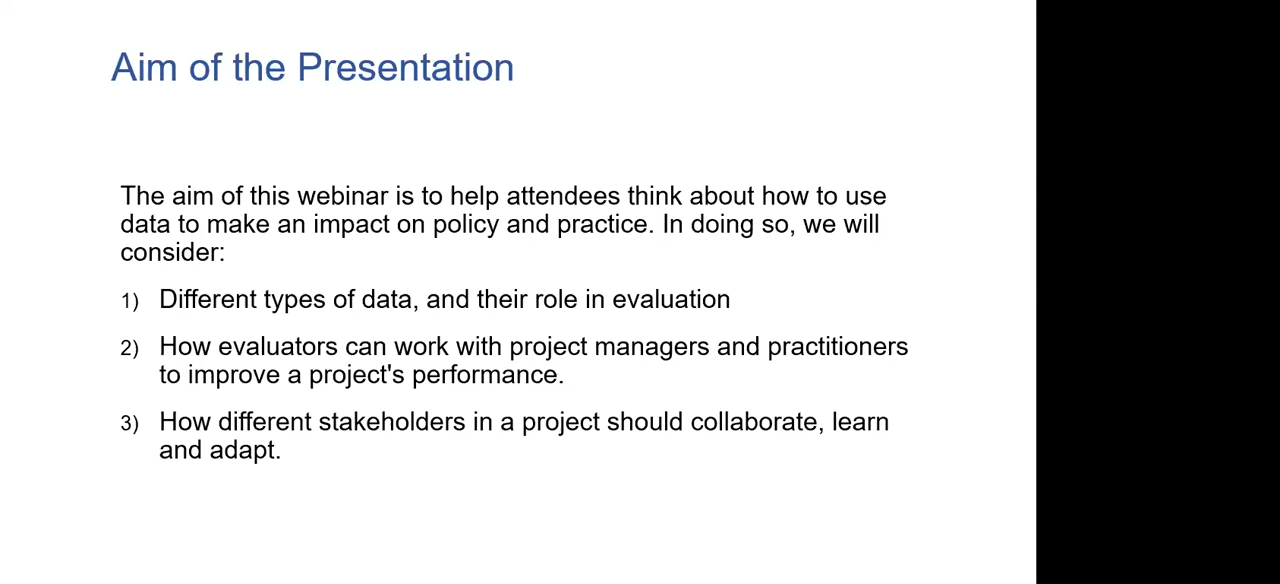 Aim of the Presentation
The aim of this webinar is to help attendees think about how to use
data to make an impact on policy and practice. In doing so, we will
consider:
1) Different types of data, and their role in evaluation
2) How evaluators can work with project managers and practitioners
to improve a project's performance.
3) How different stakeholders in a project should collaborate, learn
and adapt.